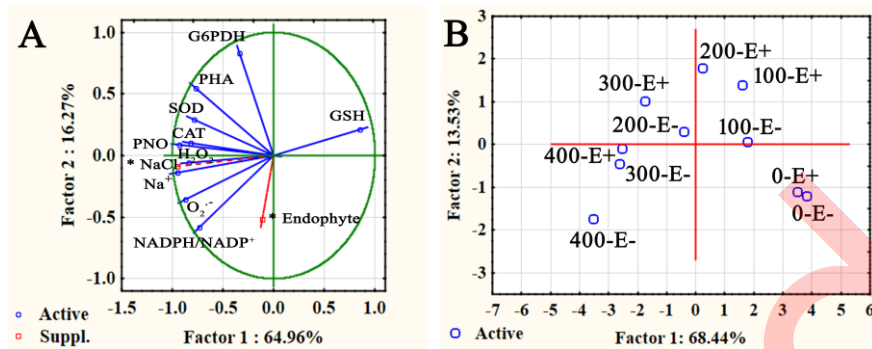 A
1.0
0.5
0.0
-0.5
-1.0
Factor 2 : 16.27%
G6PDH
PHA
SOD
CAT
PNO
H₂O₂
* NaCl
Na⁺
O₂·⁻
NADPH/NADP⁺
GSH
* Endophyte
-1.5 -1.0 -0.5 0.0 0.5 1.0
Factor 1 : 64.96%
Active
Suppl.
B
3
2
1
0
-1
-2
-3
Factor 2: 13.53%
200-E+
100-E+
300-E+
200-E-
100-E-
400-E+
300-E-
0-E+
0-E-
400-E-
-7 -6 -5 -4 -3 -2 -1 0 1 2 3 4 5 6
Factor 1: 68.44%
Active